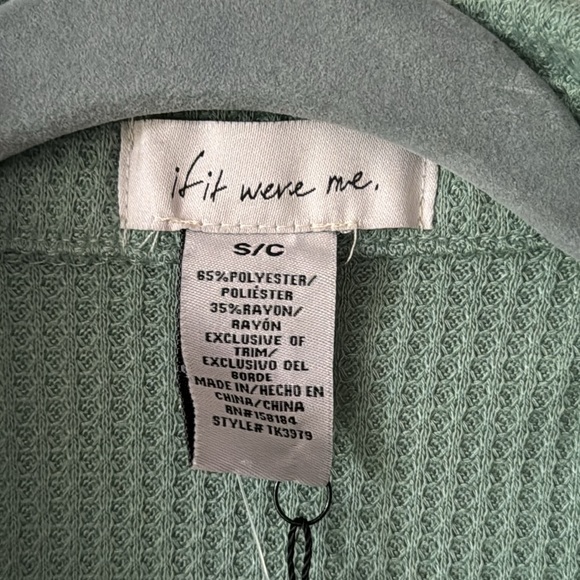 if it were me.
S/C
65%POLYESTER/
POLIÉSTER
35%RAYON/
RAYÓN
EXCLUSIVE OF
TRIM/
EXCLUSIVO DEL
BORDE
MADE IN/HECHO EN
CHINA/CHINA
RN#158184
STYLE# TK3979